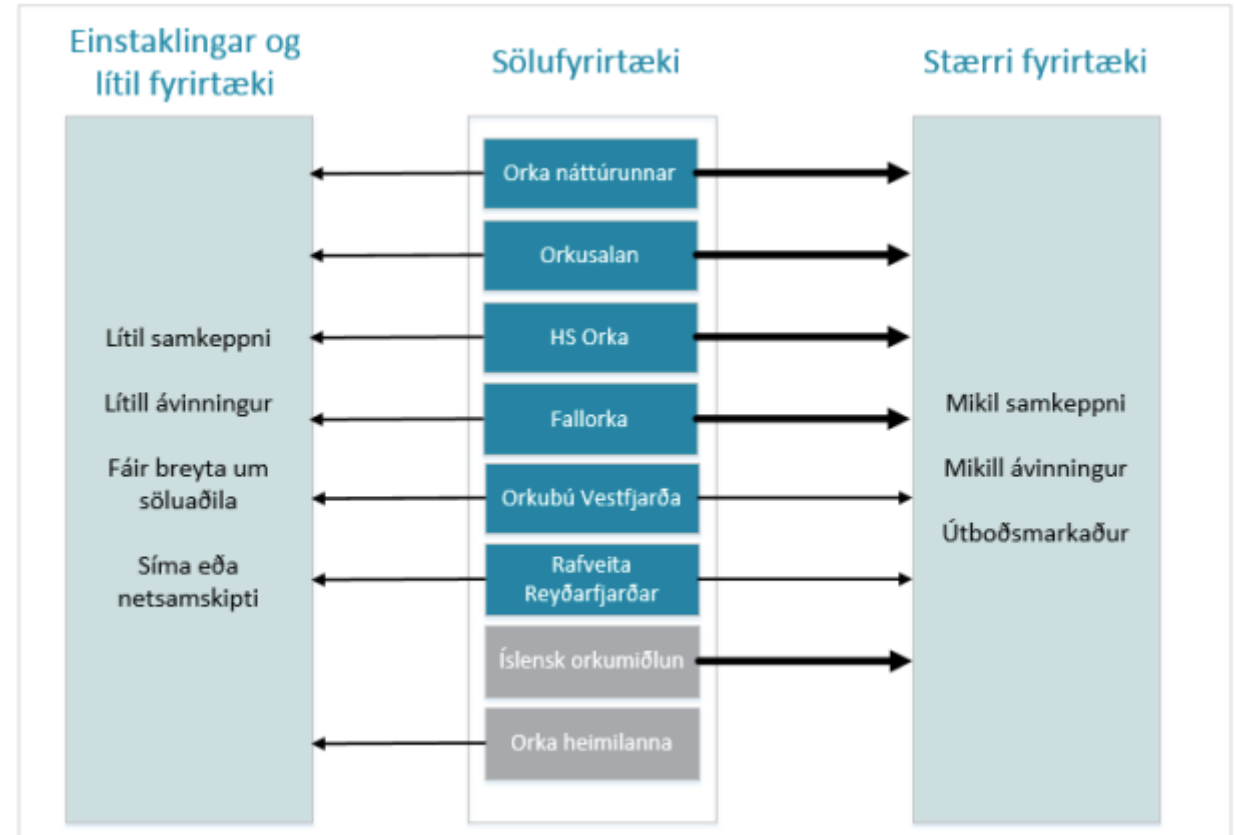 Einstaklingar og
lítil fyrirtæki
Sölufyrirtæki
Stærri fyrirtæki
Lítil samkeppni
Lítill ávinningur
Fáir breyta um
söluaðila
Síma eða
netsamskipti
Orka náttúrunnar
Orkusalan
HS Orka
Fallorka
Orkubú Vestfjarða
Rafveita
Reyðarfjarðar
Íslensk orkumiðlun
Orka heimilanna
Mikil samkeppni
Mikill ávinningur
Útboðsmarkaður